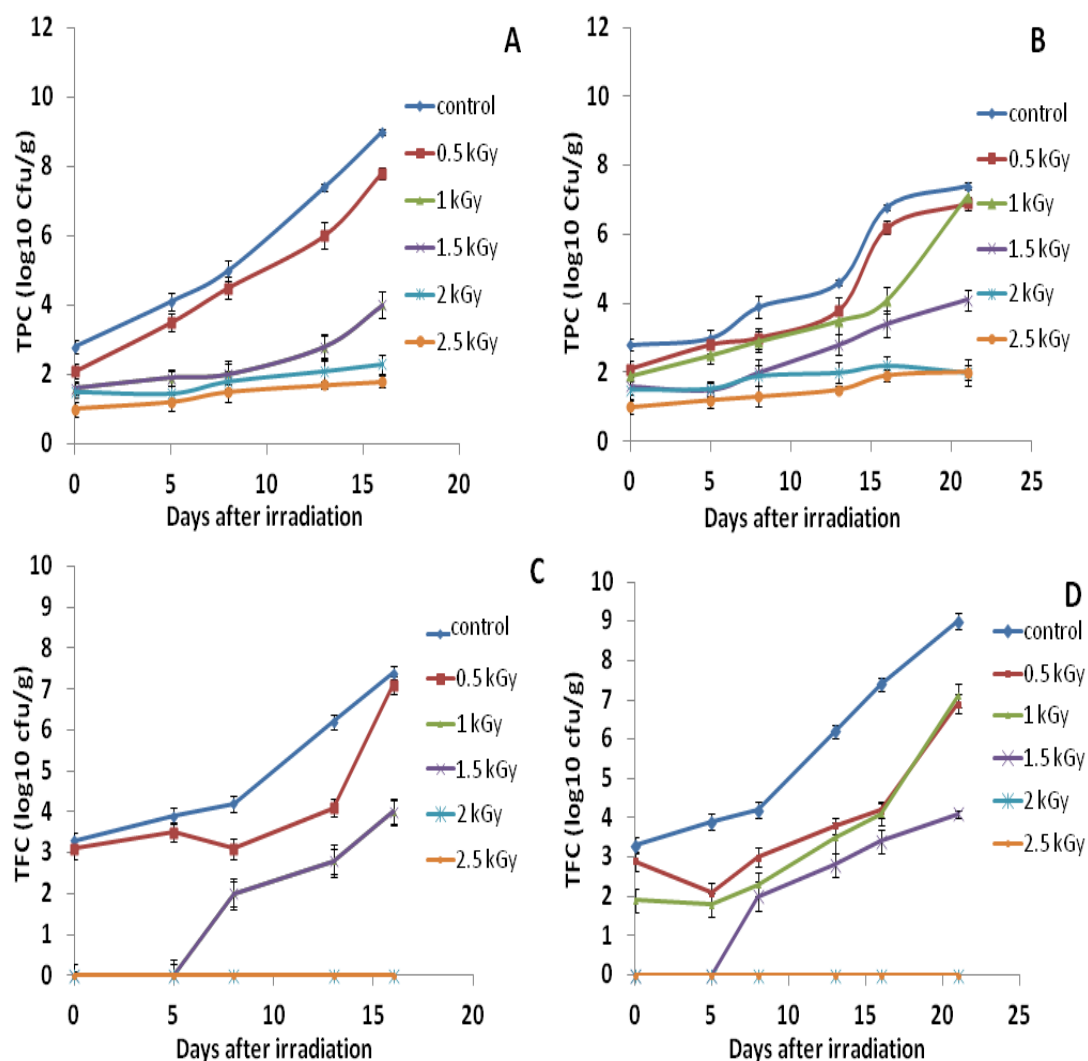 A
TPC (log10 Cfu/g)
12
10
8
6
4
2
0
0 5 10 15 20
Days after irradiation
control
0.5 kGy
1 kGy
1.5 kGy
2 kGy
2.5 kGy
B
TPC (log10 Cfu/g)
12
10
8
6
4
2
0
0 5 10 15 20 25
Days after irradiation
control
0.5 kGy
1 kGy
1.5 kGy
2 kGy
2.5 kGy
C
TFC (log10 cfu/g)
10
9
8
7
6
5
4
3
2
1
0
0 5 10 15 20
Days after irradiation
control
0.5 kGy
1 kGy
1.5 kGy
2 kGy
2.5 kGy
D
TFC (log10 cfu/g)
10
9
8
7
6
5
4
3
2
1
0
0 5 10 15 20 25
Days after irradiation
control
0.5 kGy
1 kGy
1.5 kGy
2 kGy
2.5 kGy